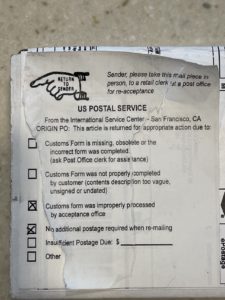 RETURN
TO
SENDER
Sender, please take this mail piece in
person, to a retail clerk at a post office
for re-acceptance
US POSTAL SERVICE
From the International Service Center - San Francisco, CA
ORIGIN PO: This article is returned for appropriate action due to:
Customs Form is missing, obsolete or the
incorrect form was completed.
(ask Post Office clerk for assistance)
Customs Form was not properly completed
by customer (contents description too vague,
unsigned or undated)
Customs form was improperly processed
by acceptance office
No additional postage required when re-mailing
Insufficient Postage Due: $
Other